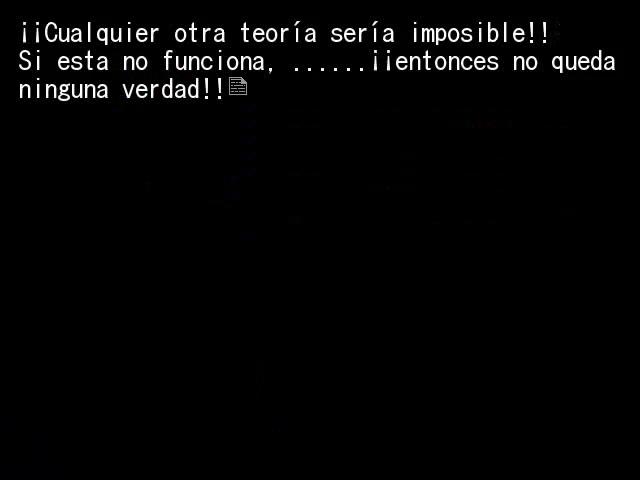 ¡¡Cualquier otra teoría sería imposible!!
Si esta no funciona, ......¡¡entonces no queda
ninguna verdad!!